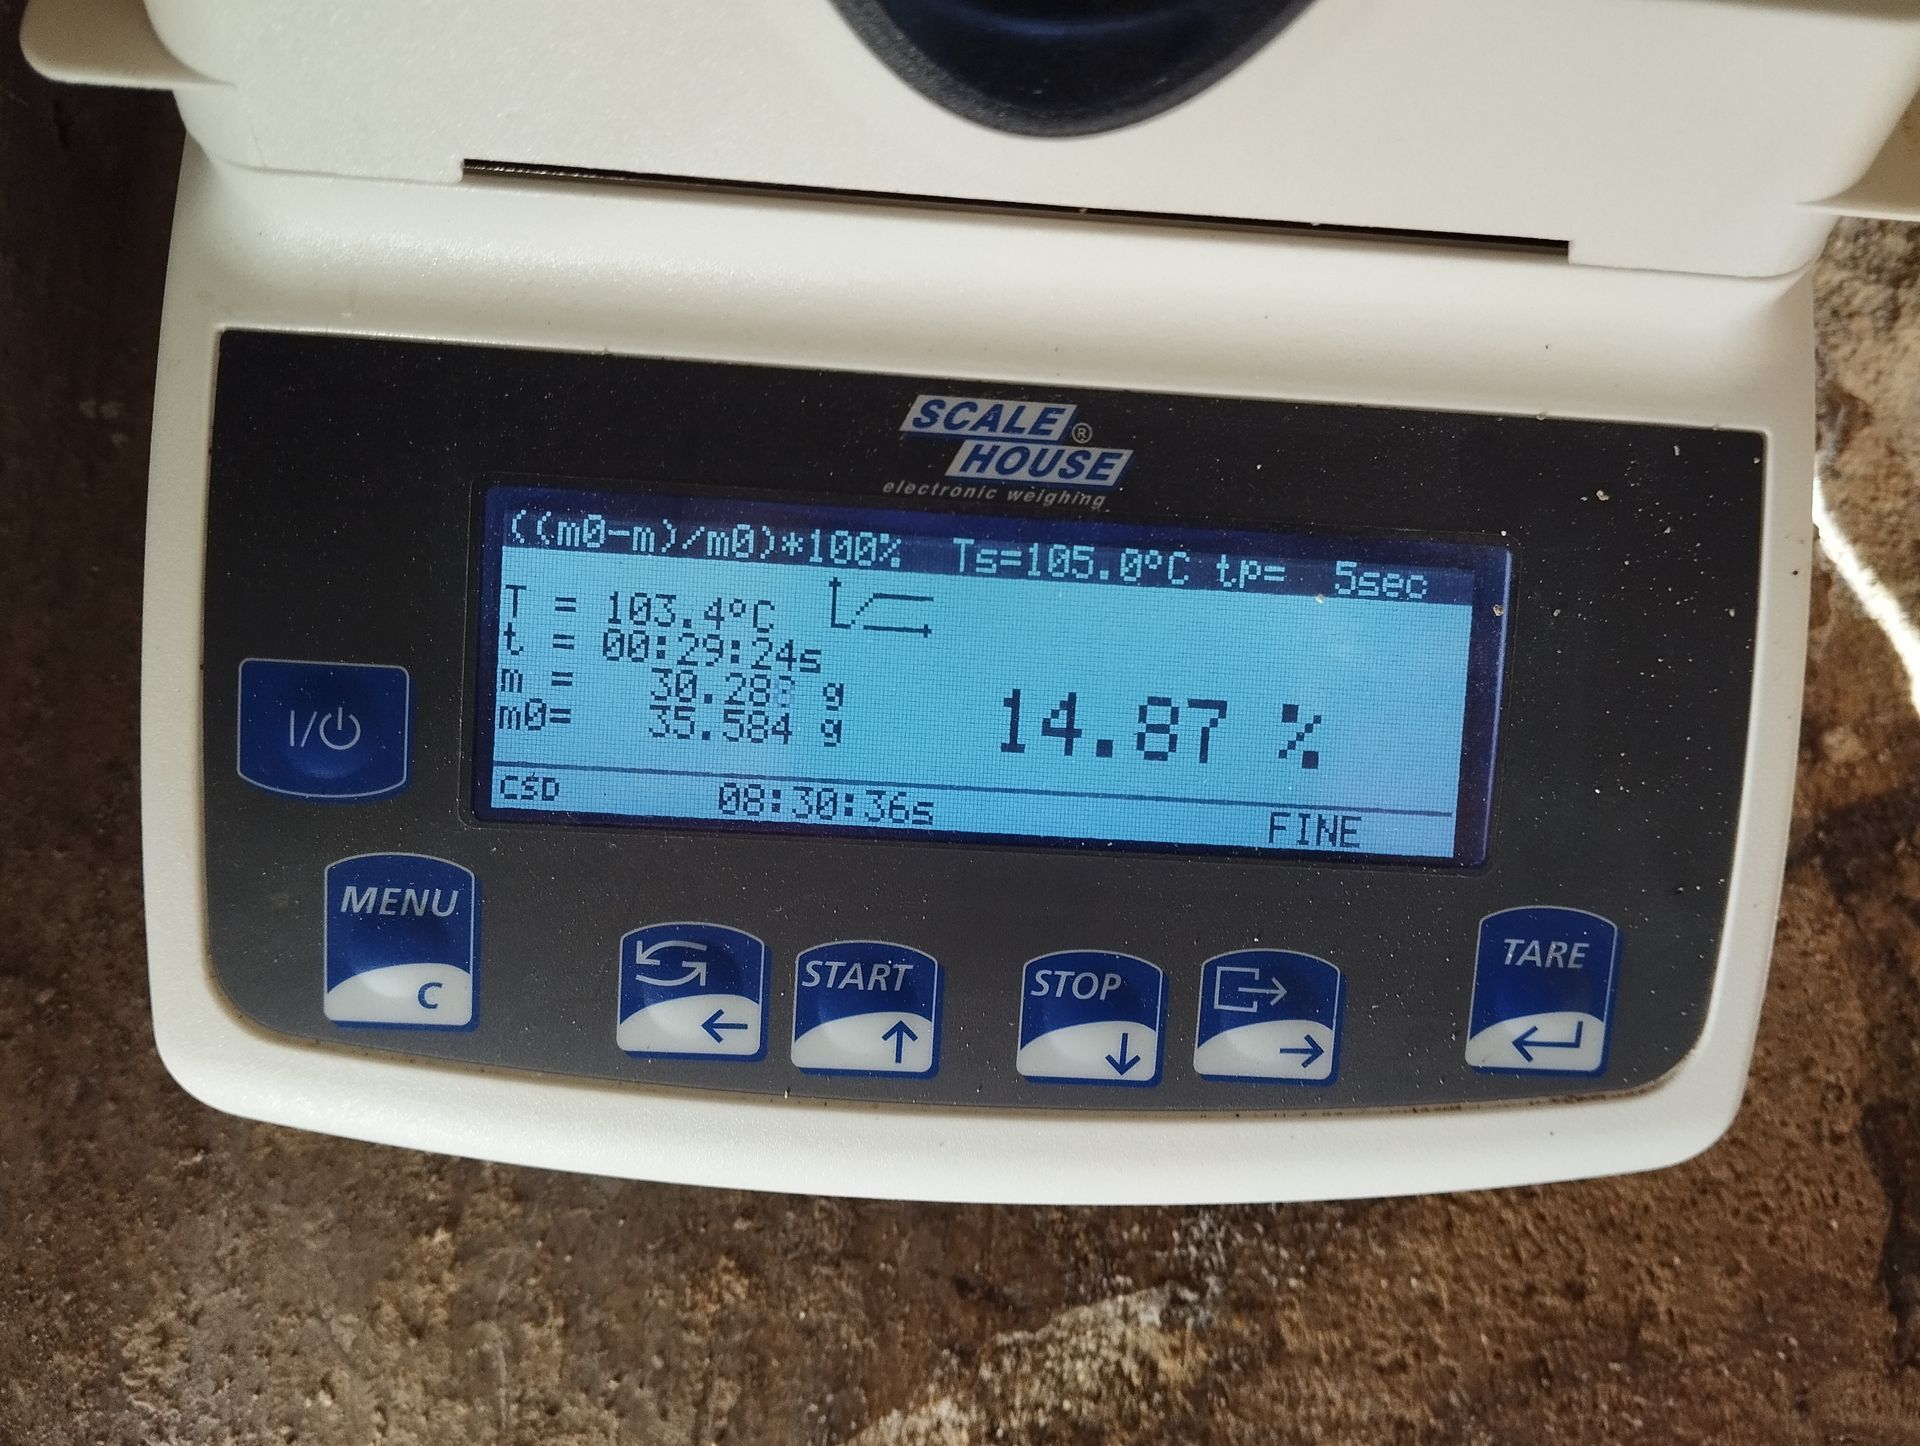 SCALE ®
HOUSE
electronic weighing
((m0-m)/m0)*100% Ts=105.0°C tp= 5sec
T = 103.4°C
t = 00:29:24s
m = g
m0= 35.584 g
14.87 %
C$D 08:30:36s FINE
I/
MENU
C
START
STOP
TARE